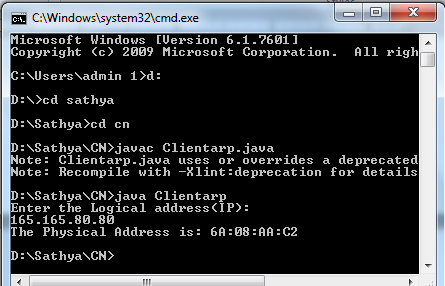 C:\Windows\system32\cmd.exe
Microsoft Windows [Version 6.1.7601]
Copyright (c) 2009 Microsoft Corporation. All righ
C:\Users\admin 1>d:
D:\>cd sathya
D:\Sathya>cd cn
D:\Sathya\CN>javac Clientarp.java
Note: Clientarp.java uses or overrides a deprecated
Note: Recompile with -Xlint:deprecation for details
D:\Sathya\CN>java Clientarp
Enter the Logical address(IP):
165.165.80.80
The Physical Address is: 6A:08:AA:C2
D:\Sathya\CN>